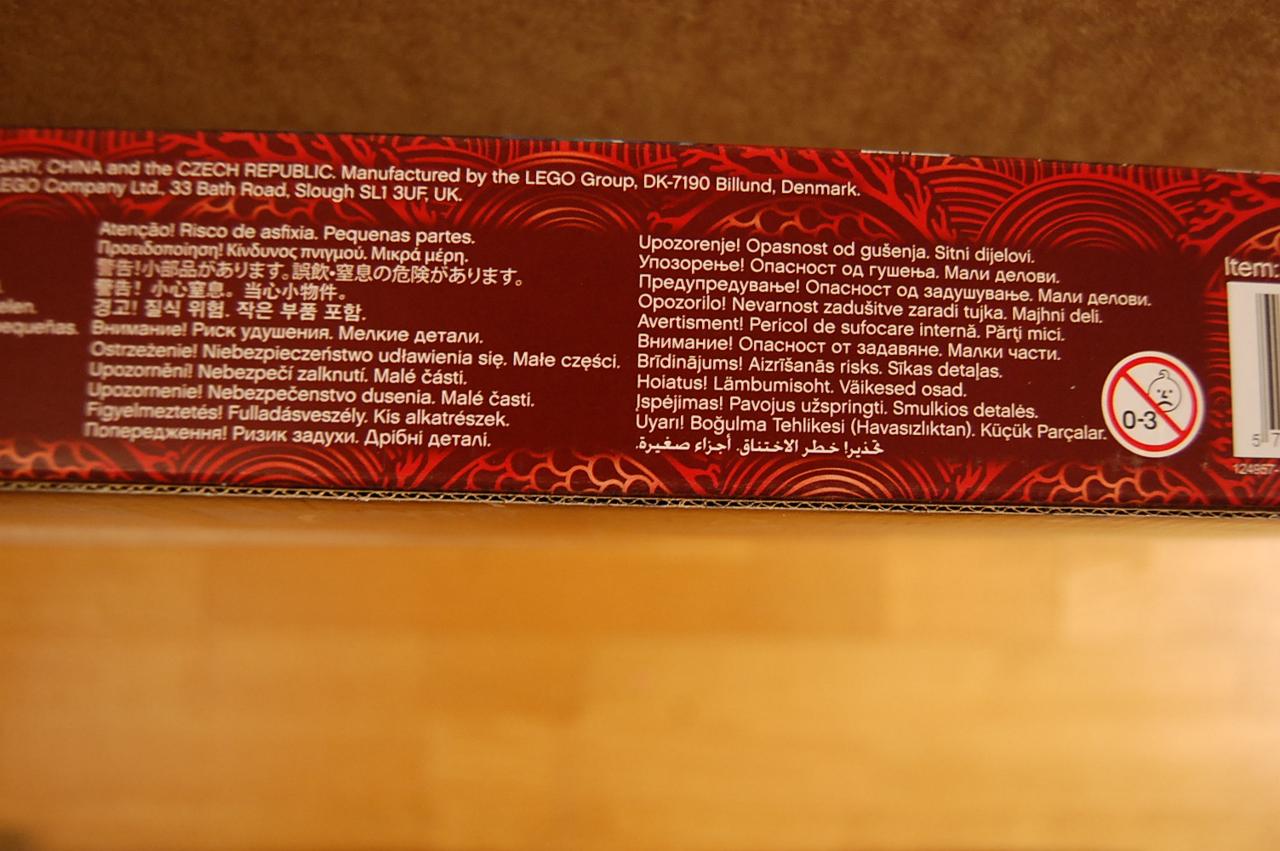 GARY, CHINA and the CZECH REPUBLIC. Manufactured by the LEGO Group, DK-7190 Billund, Denmark.
LEGO Company Ltd., 33 Bath Road, Slough SL1 3UF, UK.
equeñas.
Atenção! Risco de asfixia. Pequenas partes.
Προειδοποίηση! Κίνδυνος πνιγμού. Μικρά μέρη.
警告!小部品があります。誤飲・窒息の危険があります。
警告! 小心窒息。当心小物件。
경고! 질식 위험. 작은 부품 포함.
Внимание! Риск удушения. Мелкие детали.
Ostrzeżenie! Niebezpieczeństwo udławienia się. Małe części.
Upozornění! Nebezpečí zalknutí. Malé části.
Upozornenie! Nebezpečenstvo dusenia. Malé časti.
Figyelmeztetés! Fulladásveszély. Kis alkatrészek.
Попередження! Ризик задухи. Дрібні деталі.
Upozorenje! Opasnost od gušenja. Sitni dijelovi.
Упозорење! Опасност од гушења. Мали делови.
Предупредување! Опасност од задушување. Мали делови.
Opozorilo! Nevarnost zadušitve zaradi tujka. Majhni deli.
Avertisment! Pericol de sufocare internă. Părţi mici.
Внимание! Опасност от задавяне. Малки части.
Brīdinājums! Aizrīšanās risks. Sīkas detaļas.
Hoiatus! Lämbumisoht. Väikesed osad.
Įspėjimas! Pavojus užspringti. Smulkios detalės.
Uyarı! Boğulma Tehlikesi (Havasızlıktan). Küçük Parçalar.
تحذير! خطر الاختناق. أجزاء صغيرة.
0-3
Item:
5 7
124957